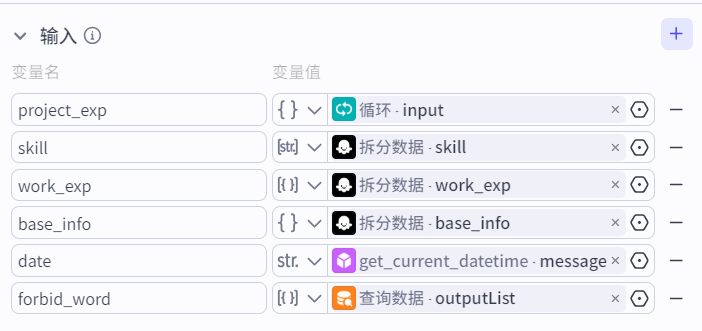 输入
变量名 变量值
project_exp { } 循环 · input
skill [str.] 拆分数据 · skill
work_exp [{ }] 拆分数据 · work_exp
base_info { } 拆分数据 · base_info
date str. get_current_datetime · message
forbid_word [{ }] 查询数据 · outputList